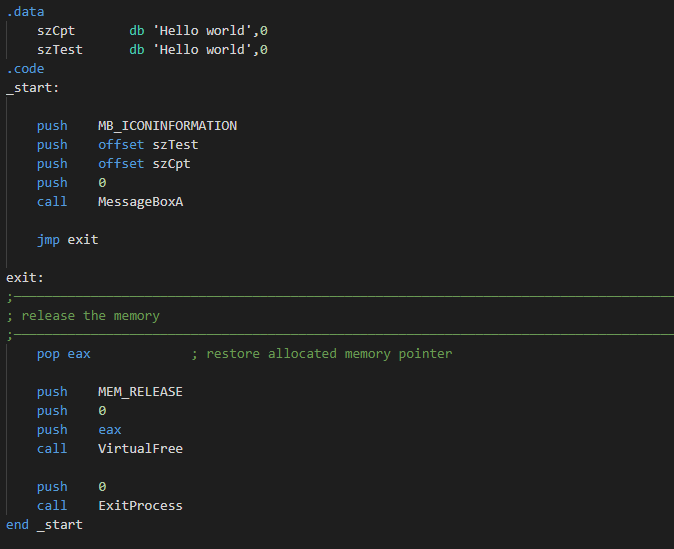 .data
    szCpt       db 'Hello world',0
    szTest      db 'Hello world',0
.code
_start:
    push    MB_ICONINFORMATION
    push    offset szTest
    push    offset szCpt
    push    0
    call    MessageBoxA
    jmp exit
exit:
;──────────────────────────────────────────────────────────────────────────────────────
; release the memory
;──────────────────────────────────────────────────────────────────────────────────────
    pop eax             ; restore allocated memory pointer
    push    MEM_RELEASE
    push    0
    push    eax
    call    VirtualFree
    push    0
    call    ExitProcess
end _start